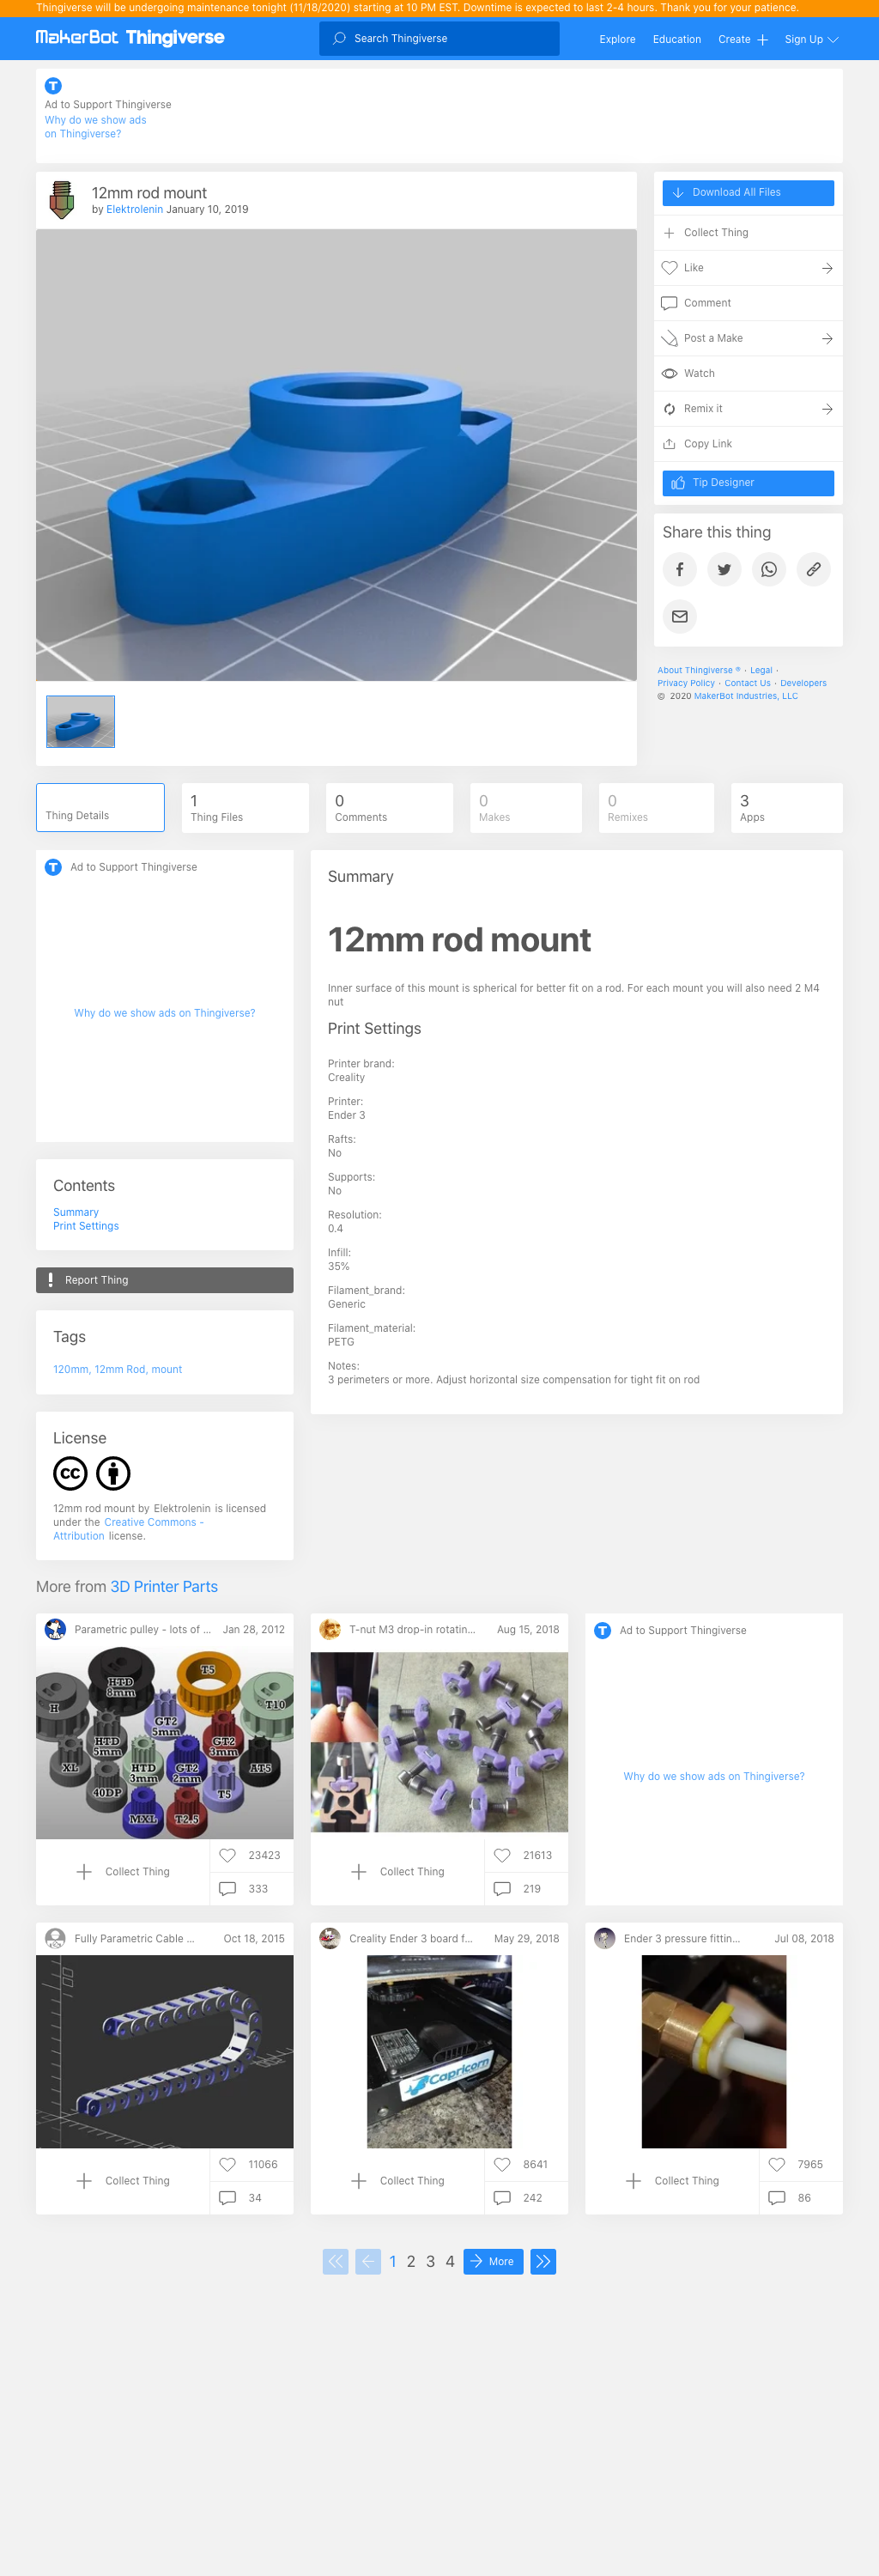 Thingiverse will be undergoing maintenance tonight (11/18/2020) starting at 10 PM EST. Downtime is expected to last 2-4 hours. Thank you for your patience.
MakerBot Thingiverse
Search Thingiverse
Explore
Education
Create
Sign Up
Ad to Support Thingiverse
Why do we show ads
on Thingiverse?
12mm rod mount
by Elektrolenin January 10, 2019
Download All Files
Collect Thing
Like
Comment
Post a Make
Watch
Remix it
Copy Link
Tip Designer
Share this thing
About Thingiverse ® · Legal ·
Privacy Policy · Contact Us · Developers
© 2020 MakerBot Industries, LLC
Thing Details
1
Thing Files
0
Comments
0
Makes
0
Remixes
3
Apps
Ad to Support Thingiverse
Why do we show ads on Thingiverse?
Contents
Summary
Print Settings
Report Thing
Tags
120mm, 12mm Rod, mount
License
cc
12mm rod mount by Elektrolenin is licensed
under the Creative Commons -
Attribution license.
Summary
12mm rod mount
Inner surface of this mount is spherical for better fit on a rod. For each mount you will also need 2 M4
nut
Print Settings
Printer brand:
Creality
Printer:
Ender 3
Rafts:
No
Supports:
No
Resolution:
0.4
Infill:
35%
Filament_brand:
Generic
Filament_material:
PETG
Notes:
3 perimeters or more. Adjust horizontal size compensation for tight fit on rod
More from 3D Printer Parts
Parametric pulley - lots of ...
Jan 28, 2012
T5
HTD
8mm
H
T10
GT2
5mm
HTD
5mm
GT2
3mm
XL
HTD
3mm
GT2
2mm
AT5
40DP
T5
MXL
T2.5
Collect Thing
23423
333
T-nut M3 drop-in rotatin...
Aug 15, 2018
Collect Thing
21613
219
Ad to Support Thingiverse
Why do we show ads on Thingiverse?
Fully Parametric Cable ...
Oct 18, 2015
Collect Thing
11066
34
Creality Ender 3 board f...
May 29, 2018
Capricorn
Collect Thing
8641
242
Ender 3 pressure fittin...
Jul 08, 2018
Collect Thing
7965
86
1 2 3 4
More